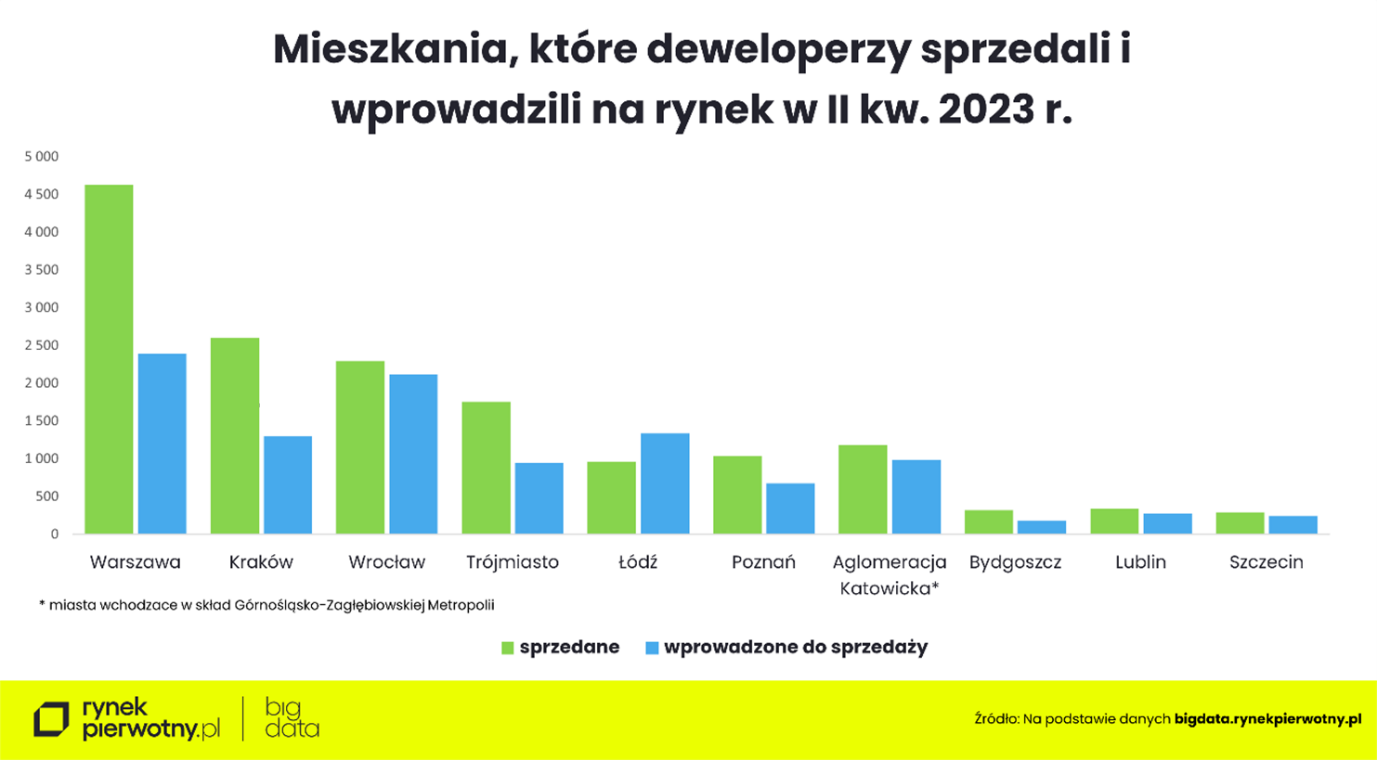 Mieszkania, które deweloperzy sprzedali i
wprowadzili na rynek w II kw. 2023 r.
5 000
4 500
4 000
3 500
3 000
2 500
2 000
1 500
1 000
500
0
Warszawa
Kraków
Wrocław
Trójmiasto
Łódź
Poznań
Aglomeracja
Katowicka*
Bydgoszcz
Lublin
Szczecin
* miasta wchodzace w skład Górnośląsko-Zagłębiowskiej Metropolii
sprzedane
wprowadzone do sprzedaży
rynek
pierwotny.pl
big
data
Źródło: Na podstawie danych bigdata.rynekpierwotny.pl